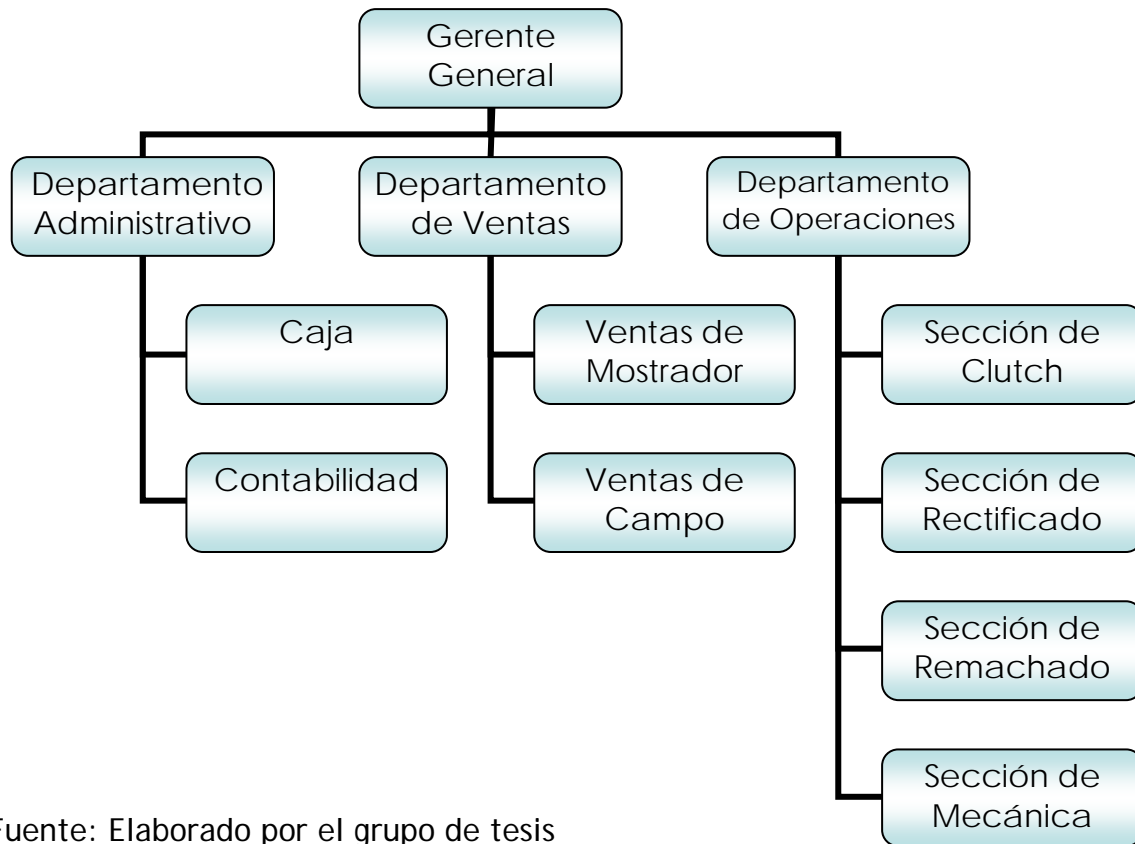 Gerente
General
Departamento
Administrativo
Departamento
de Ventas
Departamento
de Operaciones
Caja
Ventas de
Mostrador
Sección de
Clutch
Contabilidad
Ventas de
Campo
Sección de
Rectificado
Sección de
Remachado
Sección de
Mecánica
Fuente: Elaborado por el grupo de tesis